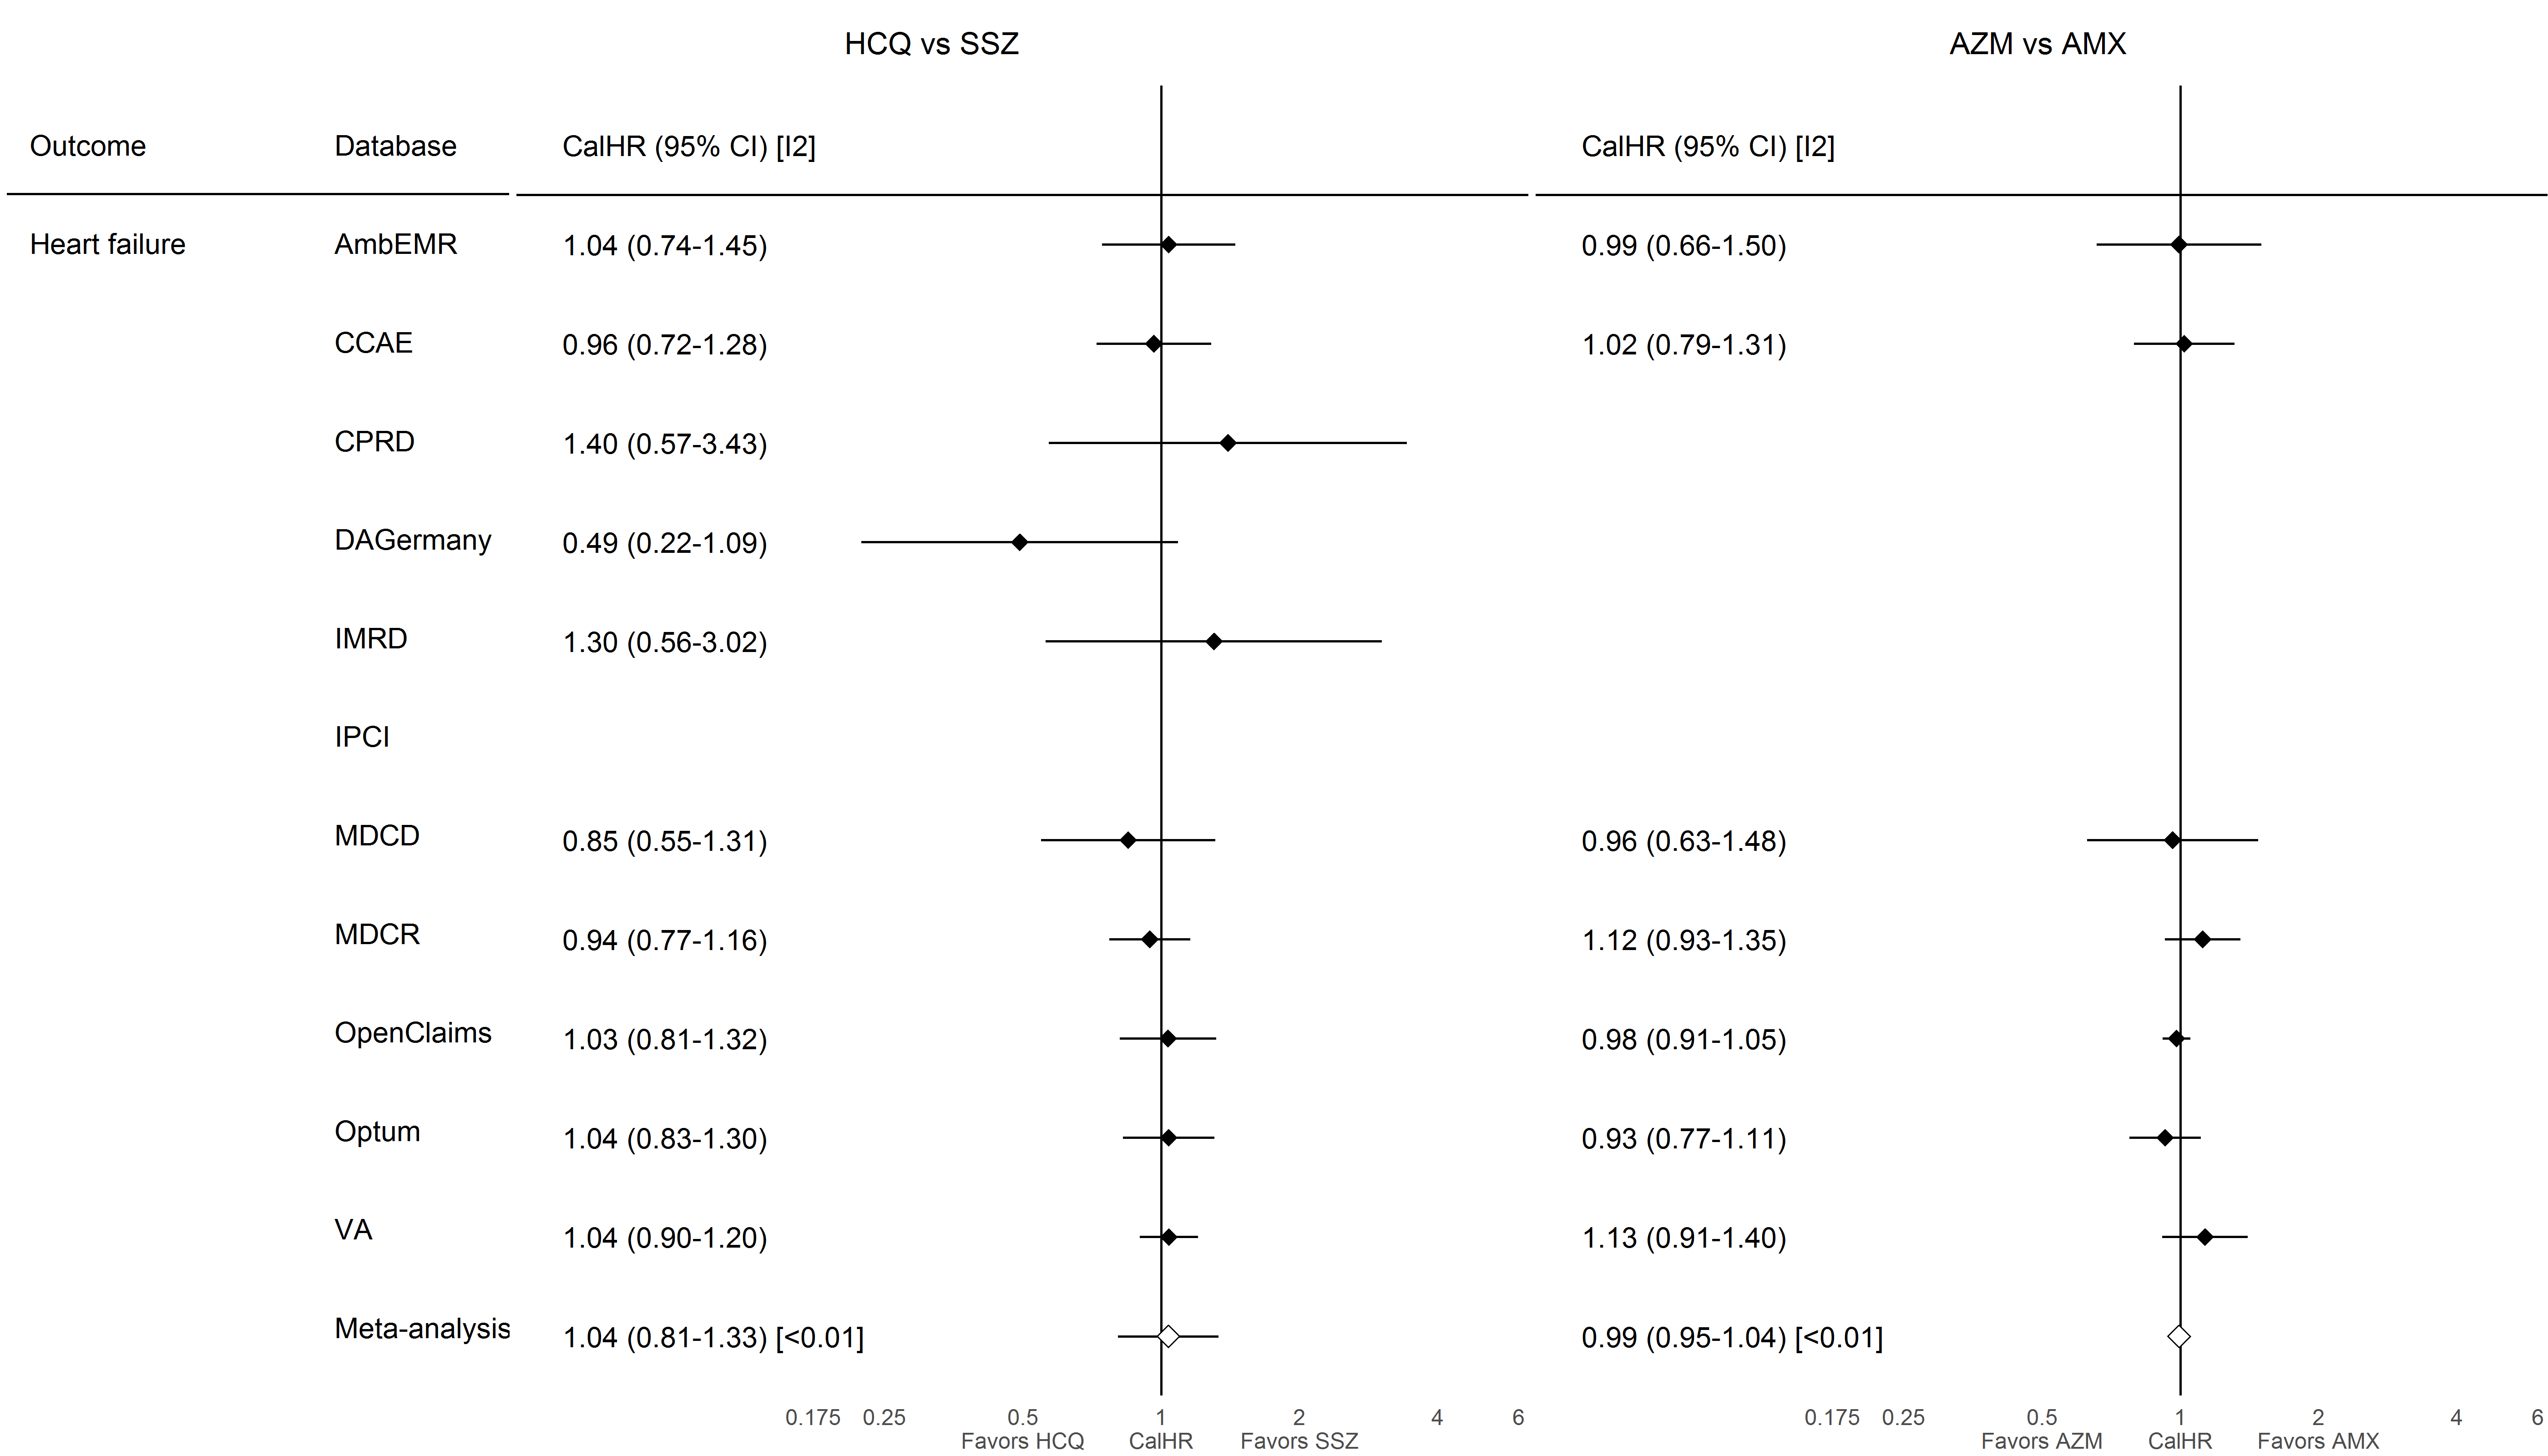 HCQ vs SSZ AZM vs AMX
Outcome Database CalHR (95% CI) [I2] CalHR (95% CI) [I2]
Heart failure AmbEMR 1.04 (0.74-1.45) 0.99 (0.66-1.50)
CCAE 0.96 (0.72-1.28) 1.02 (0.79-1.31)
CPRD 1.40 (0.57-3.43)
DAGermany 0.49 (0.22-1.09)
IMRD 1.30 (0.56-3.02)
IPCI
MDCD 0.85 (0.55-1.31) 0.96 (0.63-1.48)
MDCR 0.94 (0.77-1.16) 1.12 (0.93-1.35)
OpenClaims 1.03 (0.81-1.32) 0.98 (0.91-1.05)
Optum 1.04 (0.83-1.30) 0.93 (0.77-1.11)
VA 1.04 (0.90-1.20) 1.13 (0.91-1.40)
Meta-analysis 1.04 (0.81-1.33) [<0.01] 0.99 (0.95-1.04) [<0.01]
0.175 0.25 0.5 1 2 4 6 0.175 0.25 0.5 1 2 4 6
Favors HCQ CalHR Favors SSZ Favors AZM CalHR Favors AMX